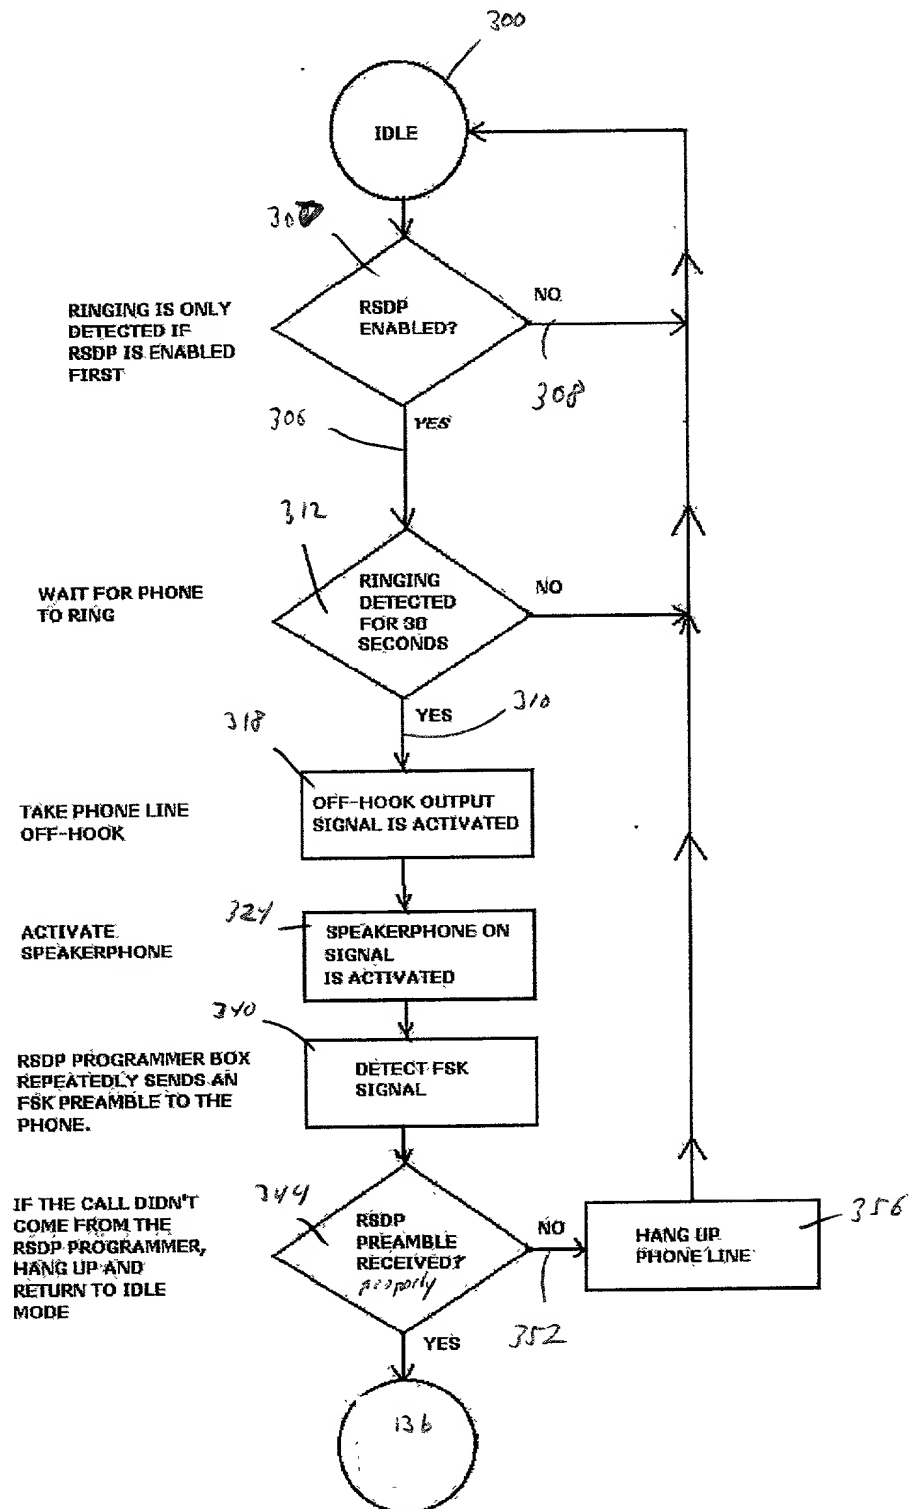 300
IDLE
RSDP
ENABLED?
NO
RINGING IS ONLY
DETECTED IF
RSDP IS ENABLED
FIRST
308
306
YES
312
WAIT FOR PHONE
TO RING
RINGING
DETECTED
FOR 30
SECONDS
NO
YES
310
318
TAKE PHONE LINE
OFF-HOOK
OFF-HOOK OUTPUT
SIGNAL IS ACTIVATED
324
ACTIVATE
SPEAKERPHONE
SPEAKERPHONE ON
SIGNAL
IS ACTIVATED
340
RSDP PROGRAMMER BOX
REPEATEDLY SENDS AN
FSK PREAMBLE TO THE
PHONE.
DETECT FSK
SIGNAL
344
IF THE CALL DIDN'T
COME FROM THE
RSDP PROGRAMMER,
HANG UP AND
RETURN TO IDLE
MODE
RSDP
PREAMBLE
RECEIVED?
properly
NO
352
HANG UP
PHONE LINE
356
YES
136